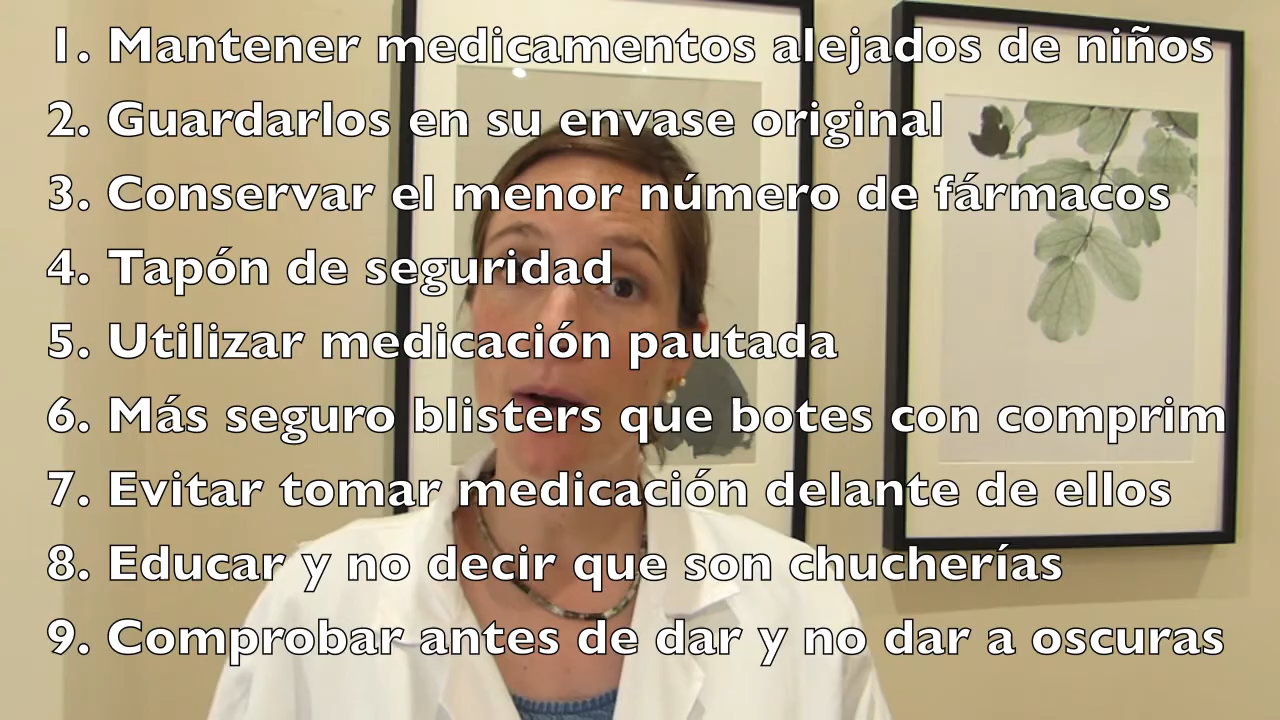 1. Mantener medicamentos alejados de niños
2. Guardarlos en su envase original
3. Conservar el menor número de fármacos
4. Tapón de seguridad
5. Utilizar medicación pautada
6. Más seguro blisters que botes con comprim
7. Evitar tomar medicación delante de ellos
8. Educar y no decir que son chucherías
9. Comprobar antes de dar y no dar a oscuras